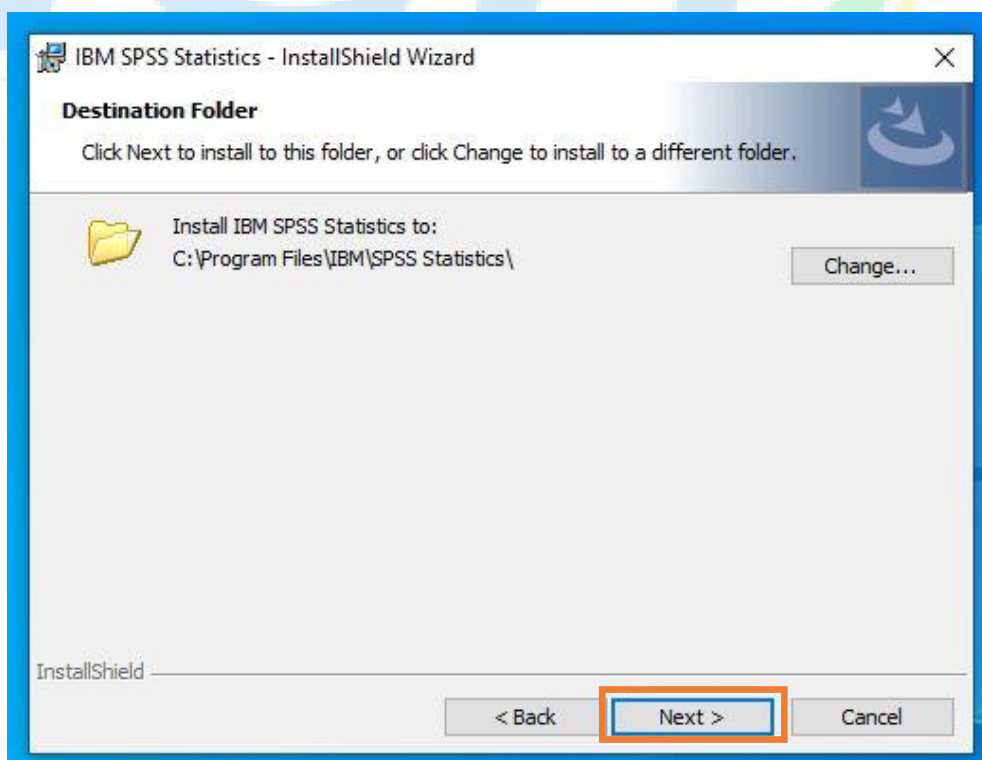 IBM SPSS Statistics - InstallShield Wizard
Destination Folder
Click Next to install to this folder, or click Change to install to a different folder.
Install IBM SPSS Statistics to:
C:\Program Files\IBM\SPSS Statistics\
Change...
InstallShield
< Back
Next >
Cancel